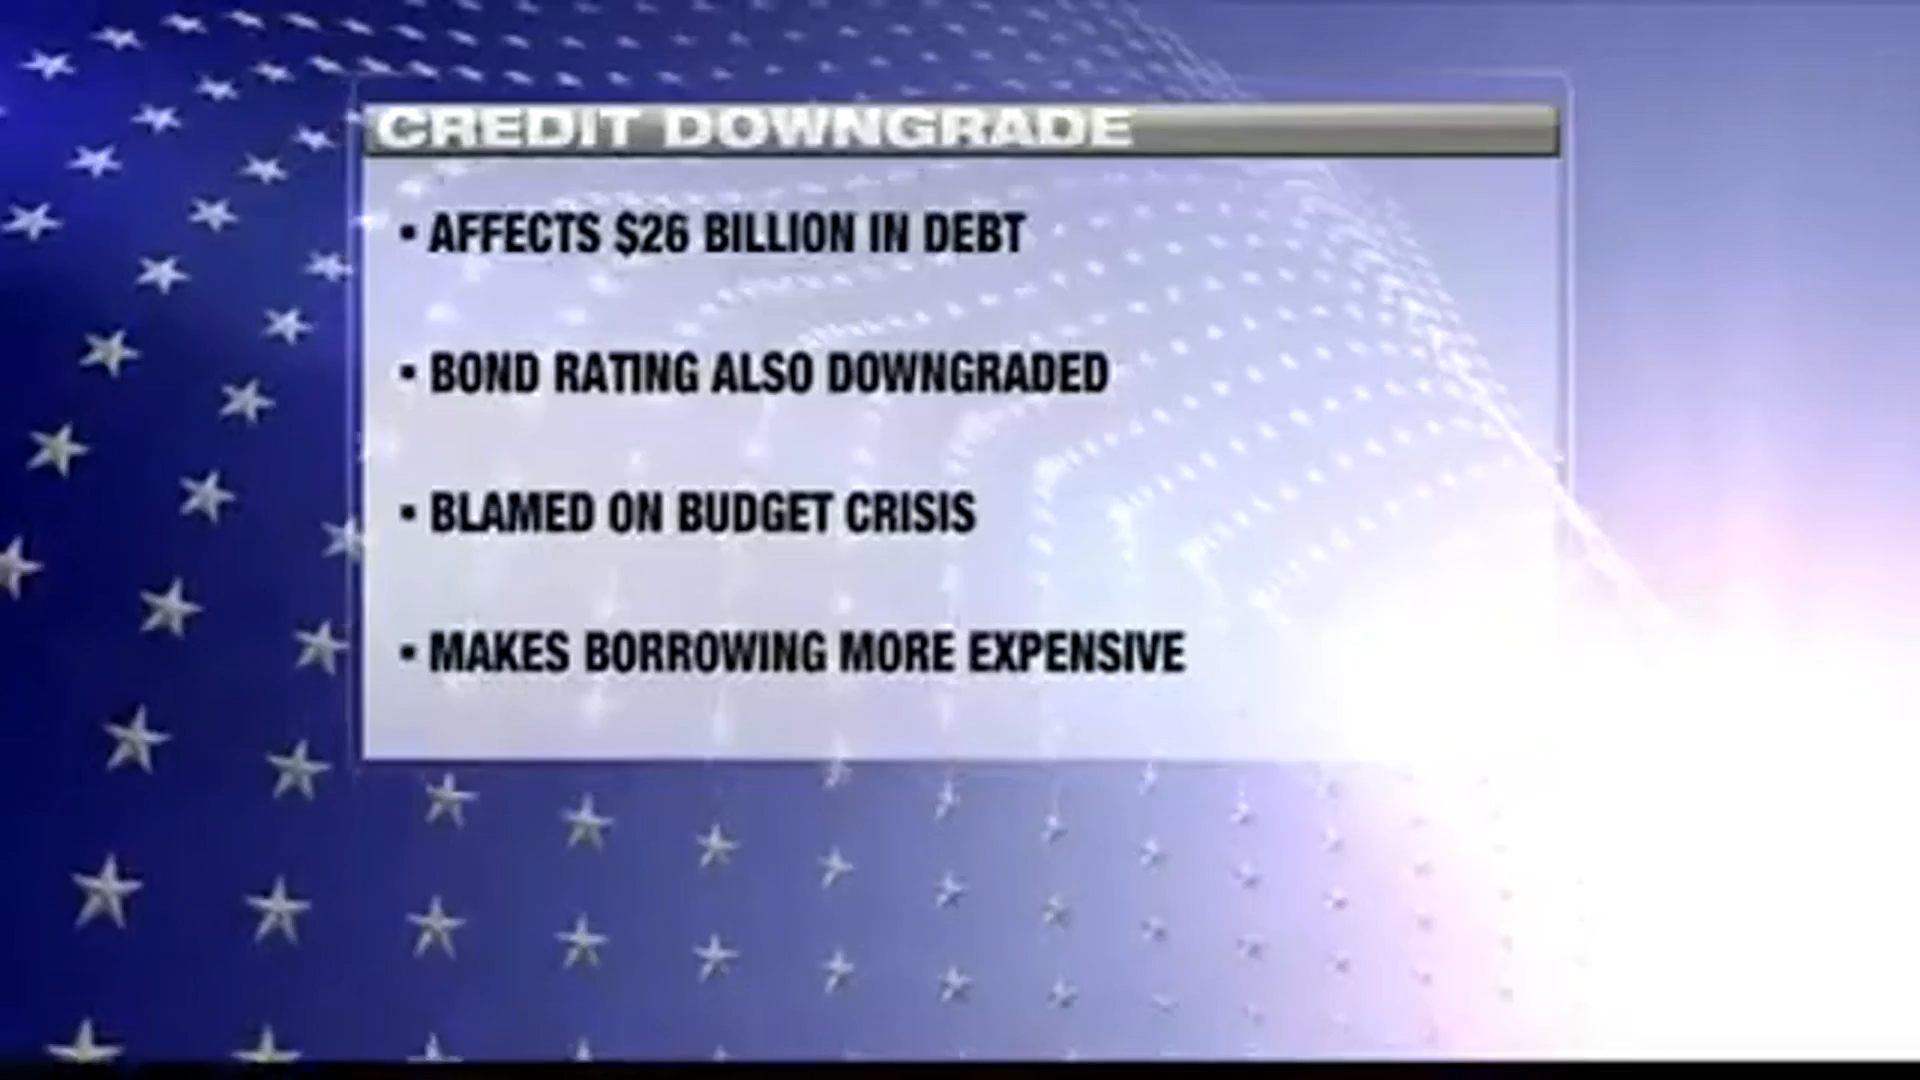 CREDIT DOWNGRADE
▪ AFFECTS $26 BILLION IN DEBT
▪ BOND RATING ALSO DOWNGRADED
▪ BLAMED ON BUDGET CRISIS
▪ MAKES BORROWING MORE EXPENSIVE